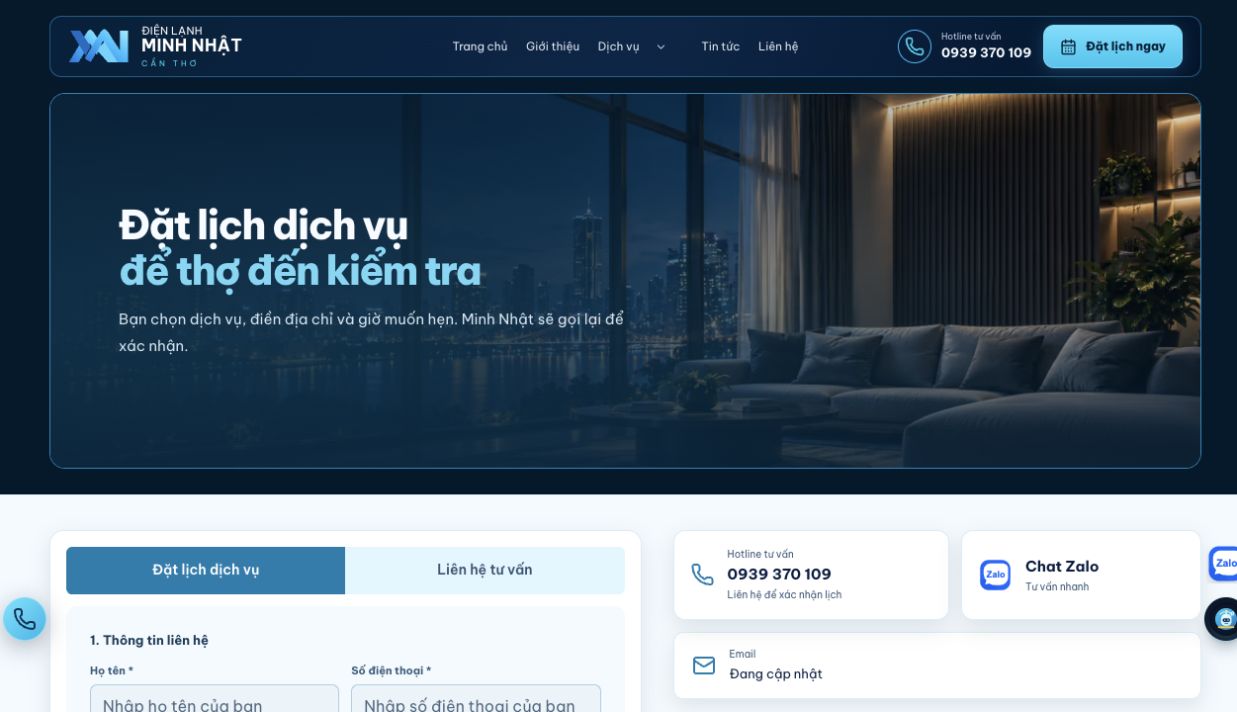 ĐIỆN LẠNH
MINH NHẬT
CẦN THƠ
Trang chủ Giới thiệu Dịch vụ Tin tức Liên hệ
Hotline tư vấn
0939 370 109
Đặt lịch ngay
Đặt lịch dịch vụ
để thợ đến kiểm tra
Bạn chọn dịch vụ, điền địa chỉ và giờ muốn hẹn. Minh Nhật sẽ gọi lại để
xác nhận.
Đặt lịch dịch vụ
Liên hệ tư vấn
1. Thông tin liên hệ
Họ tên *
Số điện thoại *
Nhập họ tên của bạn
Nhập số điện thoại của bạn
Hotline tư vấn
0939 370 109
Liên hệ để xác nhận lịch
Zalo
Chat Zalo
Tư vấn nhanh
Zalo
Email
Đang cập nhật